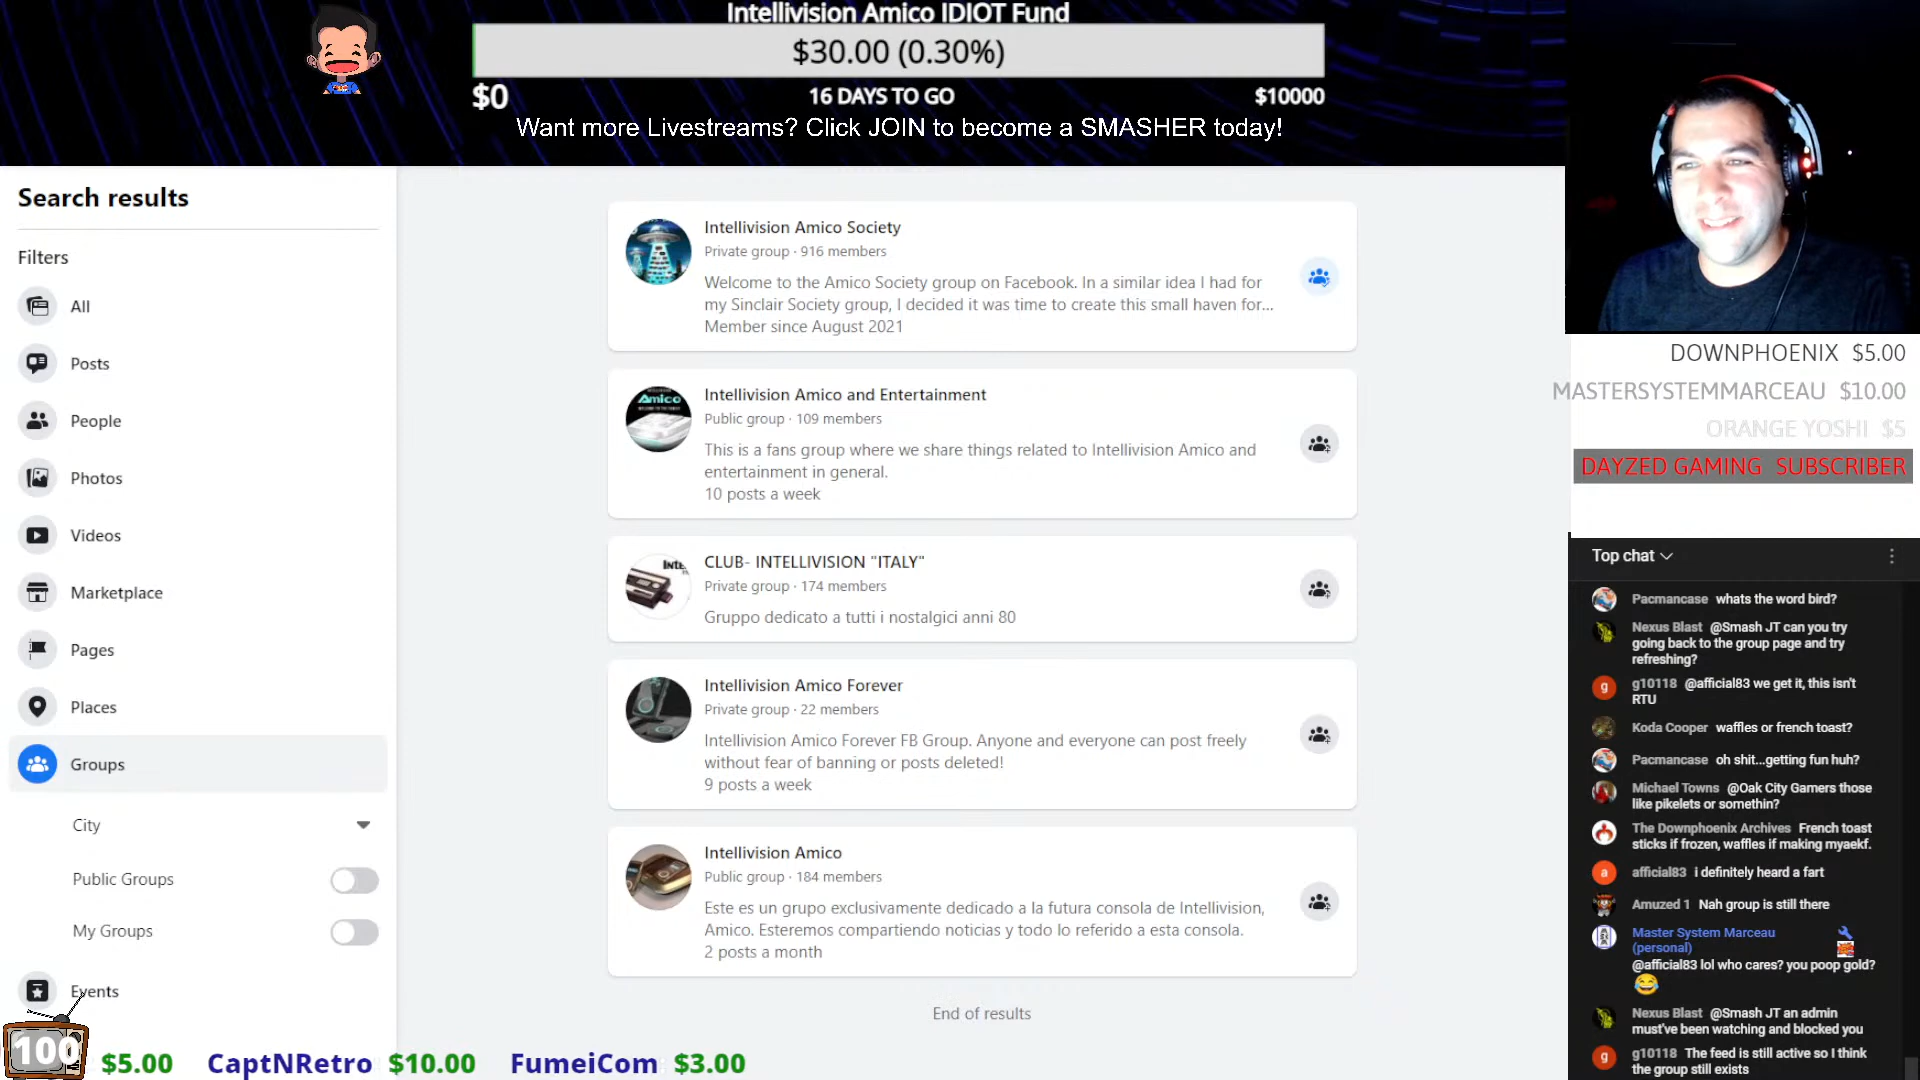 Intellivision Amico IDIOT Fund
$30.00 (0.30%)
$0
16 DAYS TO GO
$10000
Want more Livestreams? Click JOIN to become a SMASHER today!
Search results
Filters
All
Posts
People
Photos
Videos
Marketplace
Pages
Places
Groups
City
Public Groups
My Groups
Events
Intellivision Amico Society
Private group · 916 members
Welcome to the Amico Society group on Facebook. In a similar idea I had for
my Sinclair Society group, I decided it was time to create this small haven for...
Member since August 2021
Amico
Intellivision Amico and Entertainment
Public group · 109 members
This is a fans group where we share things related to Intellivision Amico and
entertainment in general.
10 posts a week
CLUB- INTELLIVISION "ITALY"
Private group · 174 members
Gruppo dedicato a tutti i nostalgici anni 80
Intellivision Amico Forever
Private group · 22 members
Intellivision Amico Forever FB Group. Anyone and everyone can post freely
without fear of banning or posts deleted!
9 posts a week
Intellivision Amico
Public group · 184 members
Este es un grupo exclusivamente dedicado a la futura consola de Intellivision,
Amico. Esteremos compartiendo noticias y todo lo referido a esta consola.
2 posts a month
End of results
DOWNPHOENIX $5.00
MASTERSYSTEMMARCEAU $10.00
ORANGE YOSHI $5
DAYZED GAMING SUBSCRIBER
Top chat
Pacmancase whats the word bird?
Nexus Blast @Smash JT can you try
going back to the group page and try
refreshing?
g
g10118 @afficial83 we get it, this isn't
RTU
Koda Cooper waffles or french toast?
Pacmancase oh shit...getting fun huh?
Michael Towns @Oak City Gamers those
like pikelets or somethin?
The Downphoenix Archives French toast
sticks if frozen, waffles if making myaekf.
a
afficial83 i definitely heard a fart
Amuzed 1 Nah group is still there
Master System Marceau
(personal)
@afficial83 lol who cares? you poop gold?
Nexus Blast @Smash JT an admin
must've been watching and blocked you
g
g10118 The feed is still active so I think
the group still exists
100
$5.00 CaptNRetro $10.00 FumeiCom $3.00